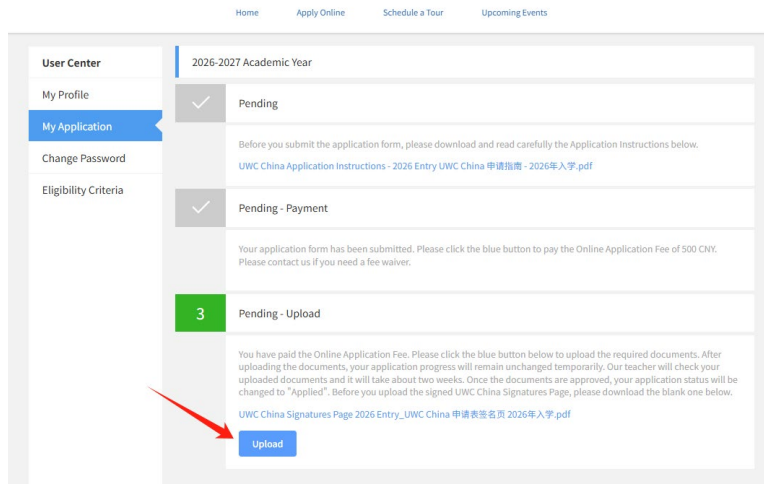 Home Apply Online Schedule a Tour Upcoming Events
User Center
My Profile
My Application
Change Password
Eligibility Criteria
2026-2027 Academic Year
Pending
Before you submit the application form, please download and read carefully the Application Instructions below.
UWC China Application Instructions - 2026 Entry UWC China 申请指南 - 2026年入学.pdf
Pending - Payment
Your application form has been submitted. Please click the blue button to pay the Online Application Fee of 500 CNY.
Please contact us if you need a fee waiver.
3 Pending - Upload
You have paid the Online Application Fee. Please click the blue button below to upload the required documents. After
uploading the documents, your application progress will remain unchanged temporarily. Our teacher will check your
uploaded documents and it will take about two weeks. Once the documents are approved, your application status will be
changed to "Applied". Before you upload the signed UWC China Signatures Page, please download the blank one below.
UWC China Signatures Page 2026 Entry_UWC China 申请表签名页 2026年入学.pdf
Upload